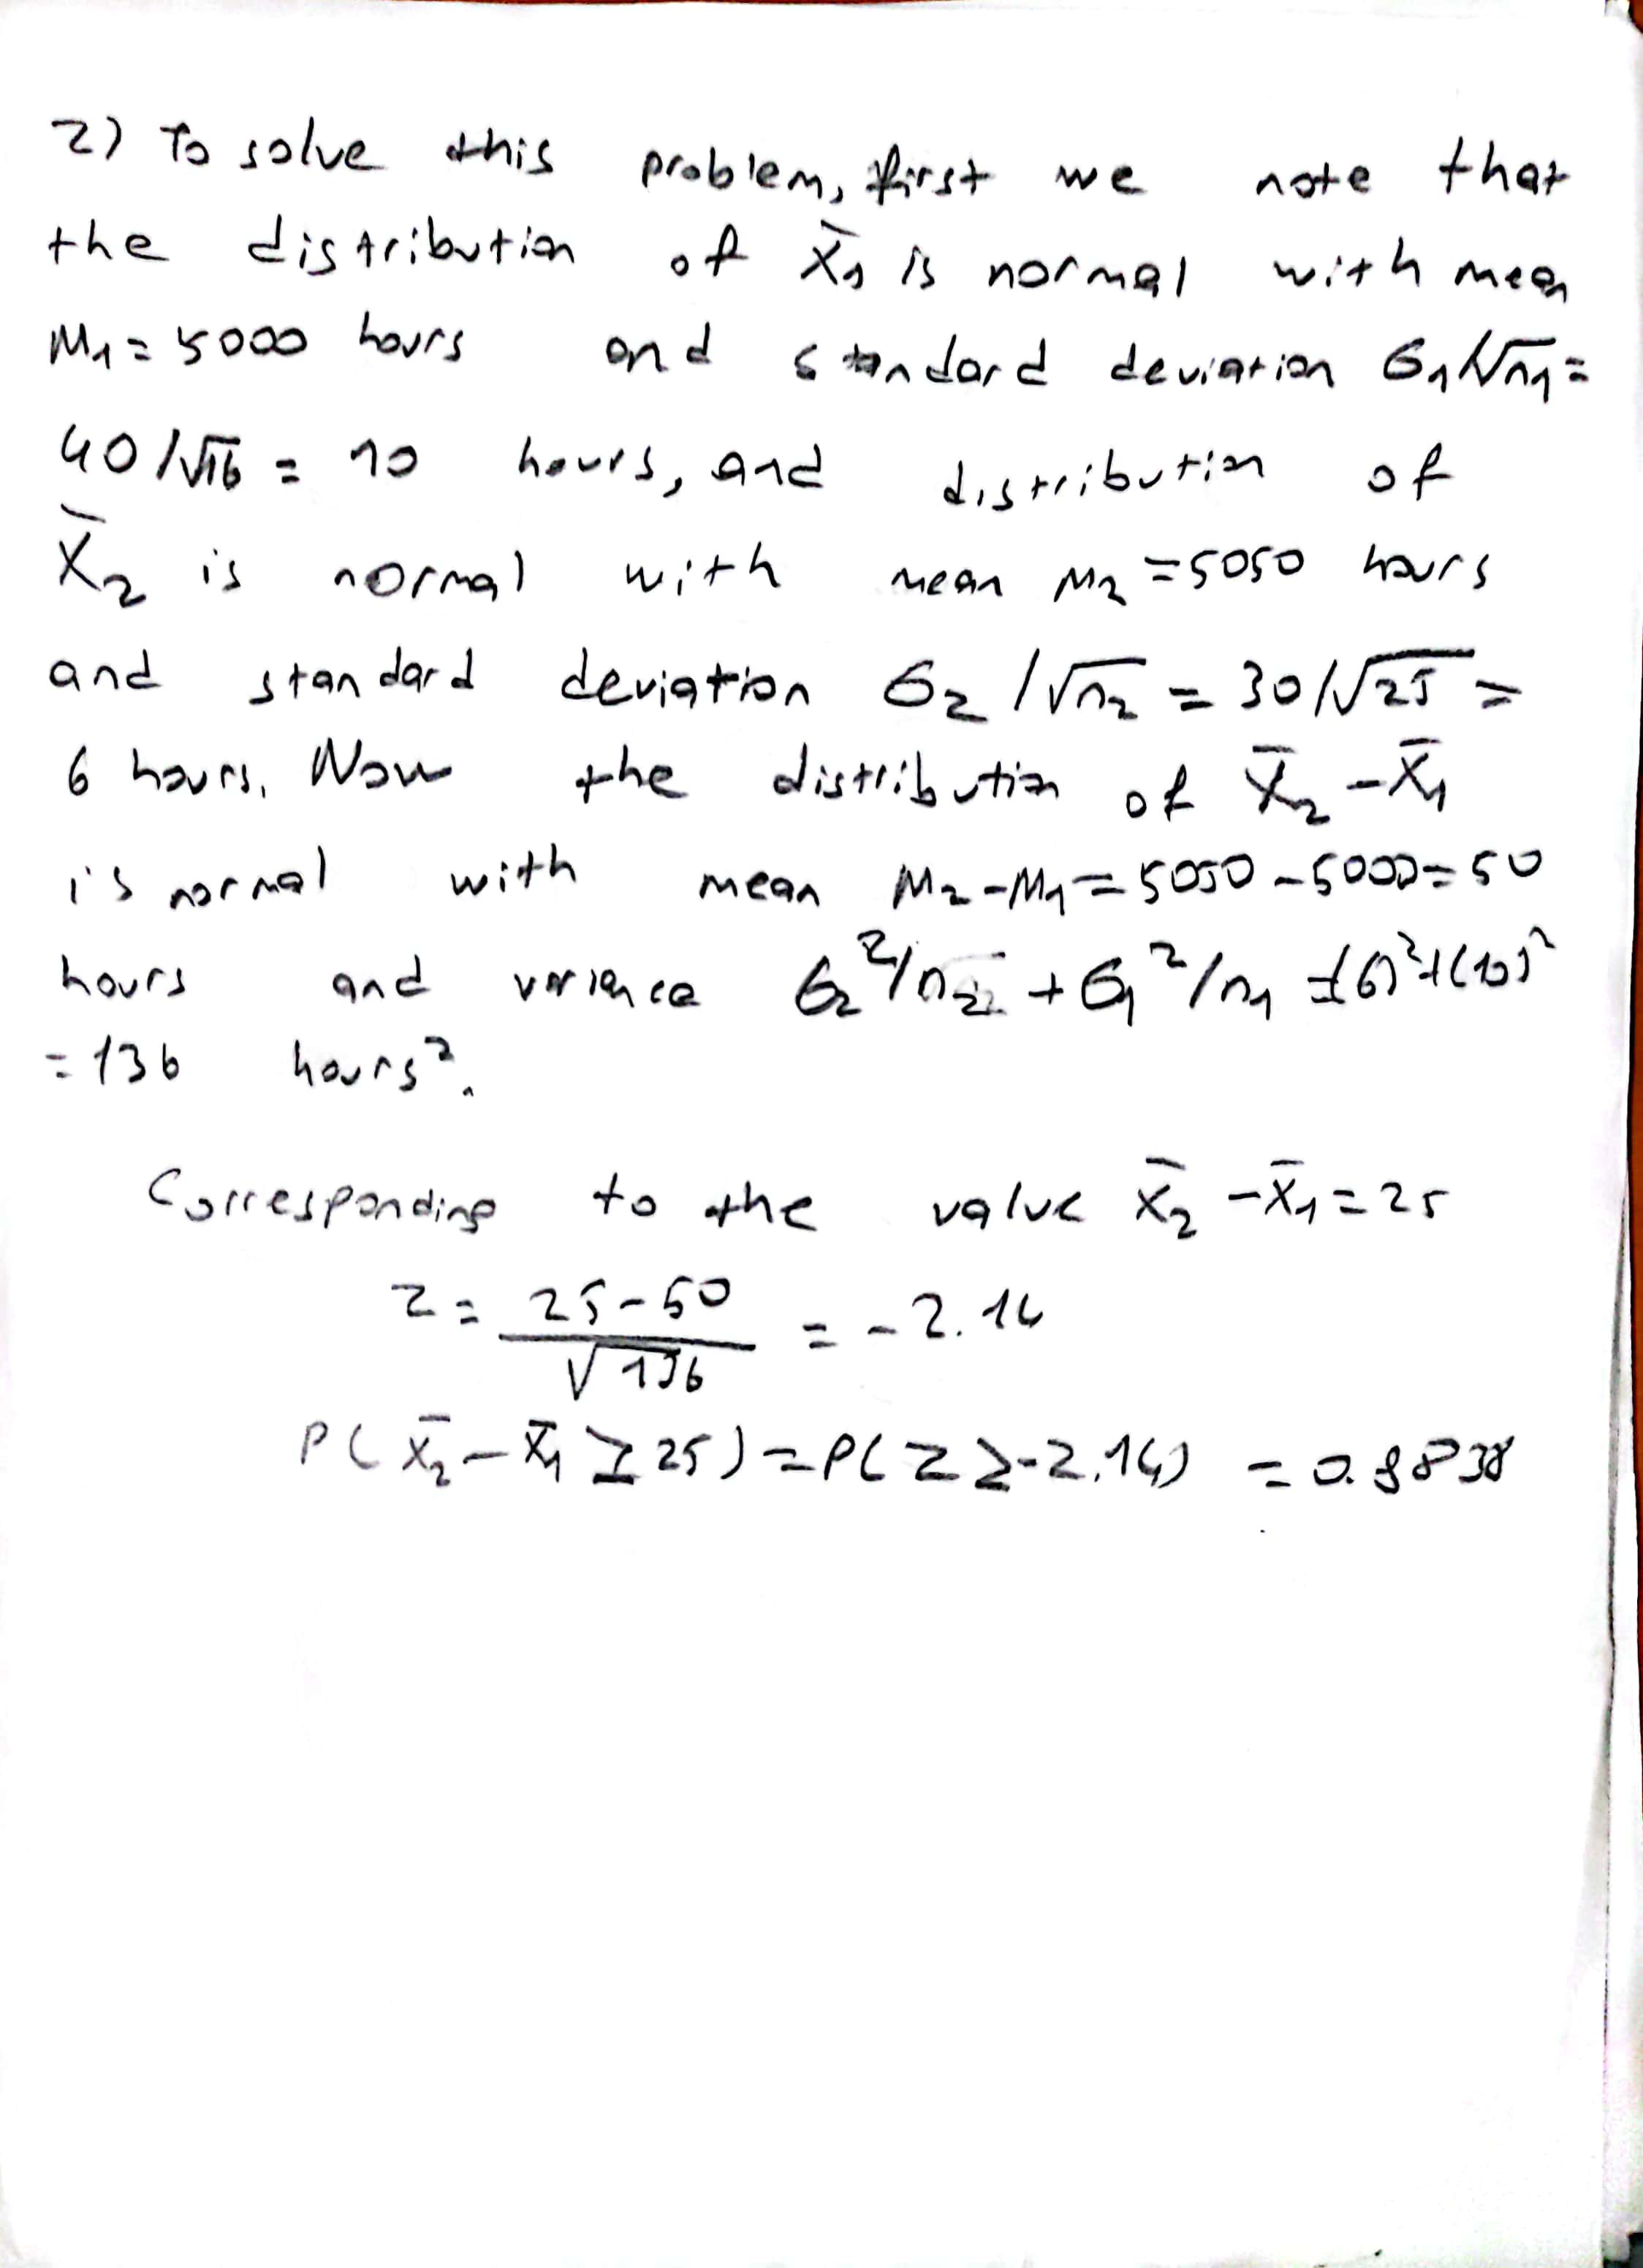 2) To solve this problem, first we note that
the distribution of X̄₁ is normal with mean
M₁ = 5000 hours and standard deviation σ₁/√n₁ =
40/√16 = 10 hours, and distribution of
X̄₂ is normal with mean M₂ = 5050 hours
and standard deviation σ₂/√n₂ = 30/√25 =
6 hours. Now the distribution of X̄₂ - X̄₁
is normal with mean M₂ - M₁ = 5050 - 5000 = 50
hours and variance σ₂²/n₂ + σ₁²/n₁ = (6)² + (10)²
= 136 hours².
Corresponding to the value X̄₂ - X̄₁ = 25
z = 25 - 50 / √136 = -2.14
P(X̄₂ - X̄₁ ≥ 25) = P(Z ≥ -2.14) = 0.9838